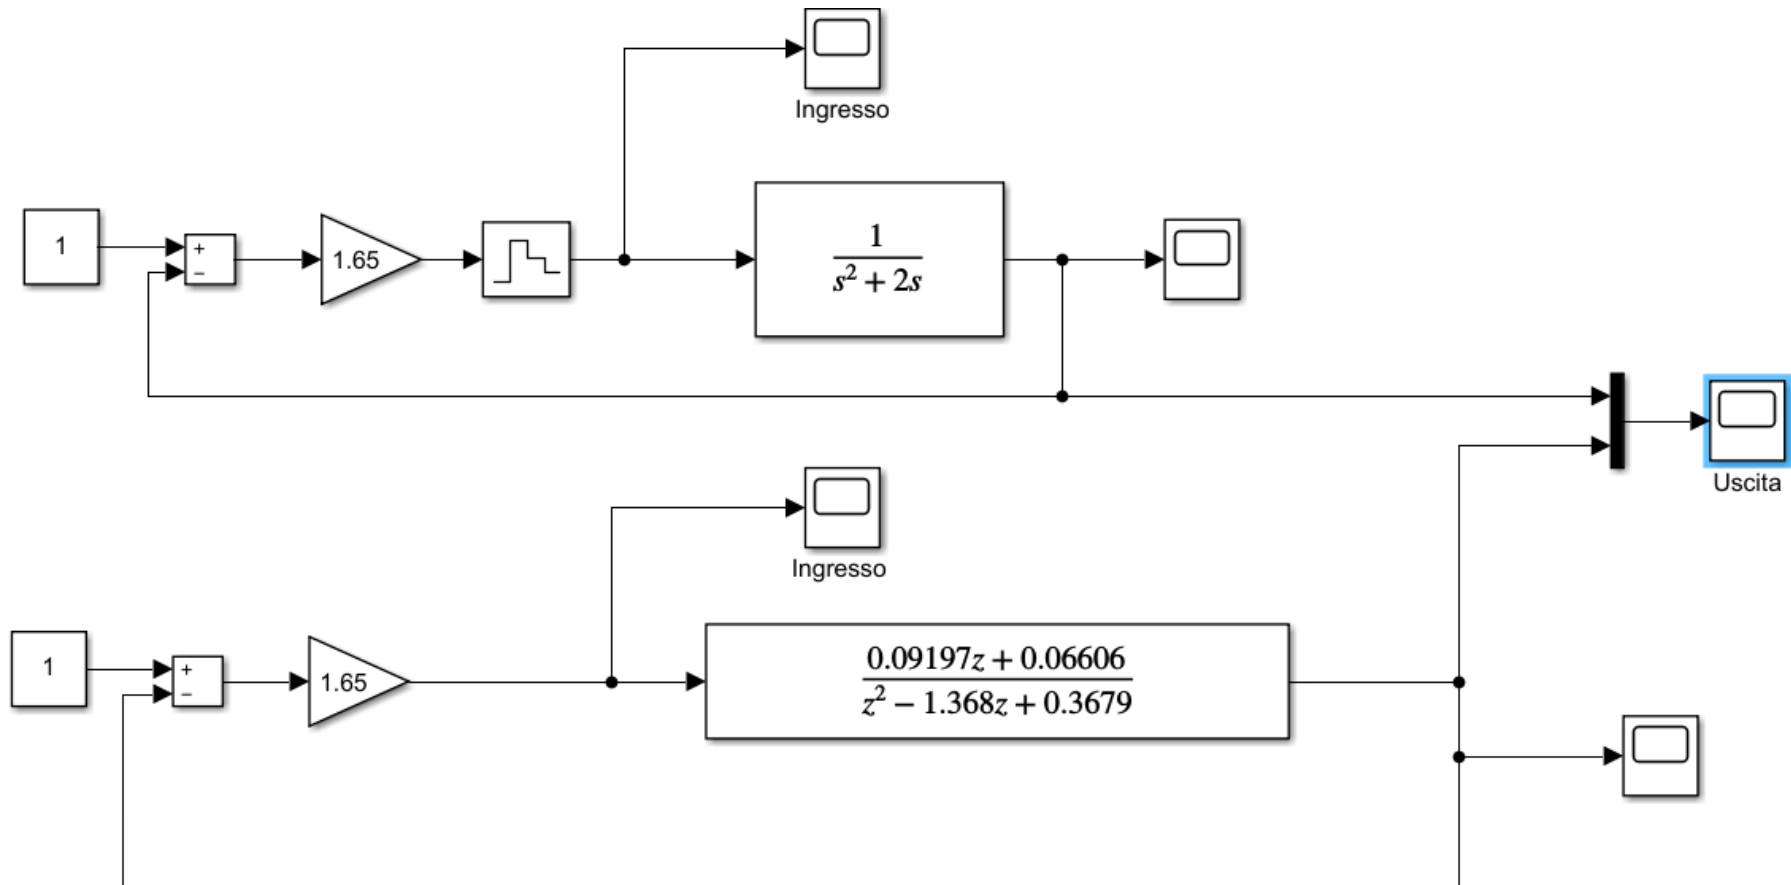 Ingresso
1
+
−
1.65
1
s² + 2s
Uscita
Ingresso
1
+
−
1.65
0.09197z + 0.06606
z² − 1.368z + 0.3679